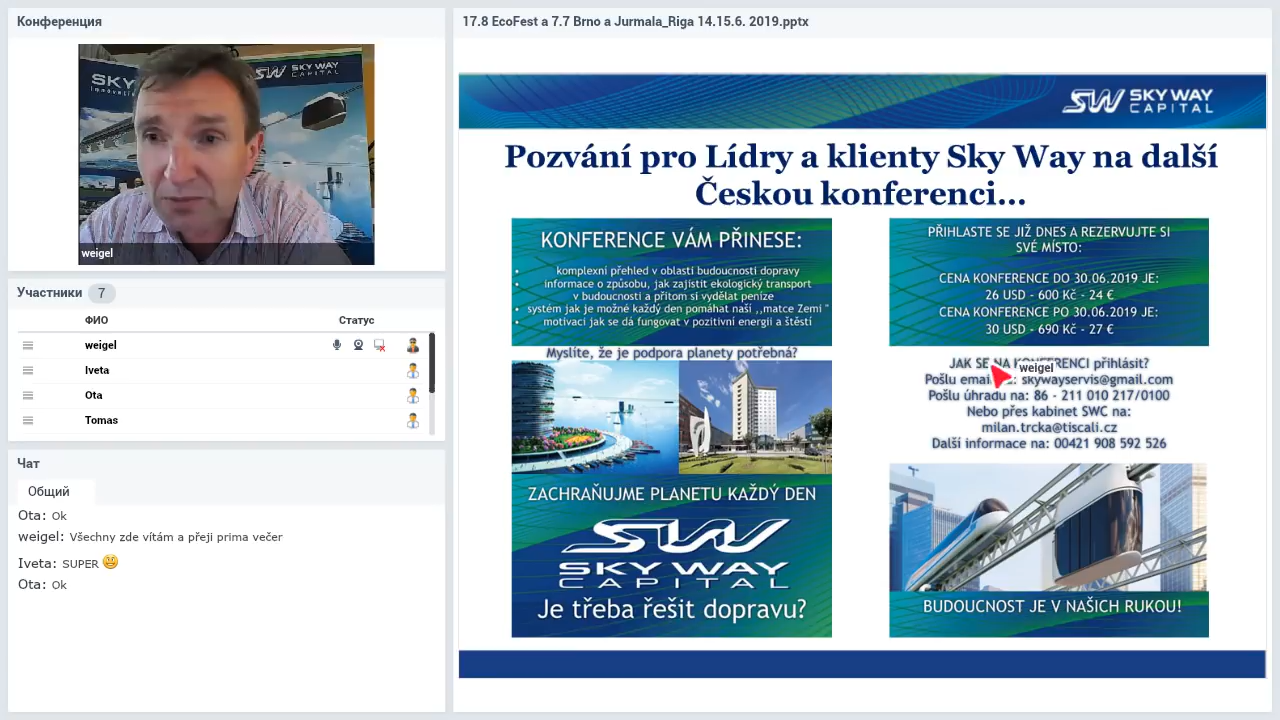 Конференция
SKY
Innovati
SW SKY WAY
CAPITAL
weigel
Участники 7
ФИО Статус
weigel
Iveta
Ota
Tomas
Чат
Общий
Ota: Ok
weigel: Všechny zde vítám a přeji prima večer
Iveta: SUPER
Ota: Ok
17.8 EcoFest a 7.7 Brno a Jurmala_Riga 14.15.6. 2019.pptx
SW SKY WAY
CAPITAL
Pozvání pro Lídry a klienty Sky Way na další
Českou konferenci...
KONFERENCE VÁM PŘINESE:
• komplexní přehled v oblasti budoucnosti dopravy
• informace o způsobu, jak zajistit ekologický transport
v budoucnosti a přitom si vydělat peníze
• systém jak je možné každý den pomáhat naší ,,matce Zemi "
• motivaci jak se dá fungovat v pozitivní energii a štěstí
Myslíte, že je podpora planety potřebná?
ZACHRAŇUJME PLANETU KAŽDÝ DEN
SW
SKY WAY
CAPITAL
Je třeba řešit dopravu?
PŘIHLASTE SE JIŽ DNES A REZERVUJTE SI
SVÉ MÍSTO:
CENA KONFERENCE DO 30.06.2019 JE:
26 USD - 600 Kč - 24 €
CENA KONFERENCE PO 30.06.2019 JE:
30 USD - 690 Kč - 27 €
JAK SE NA KONFERENCI přihlásit?
weigel
Pošlu email skywayservis@gmail.com
Pošlu úhradu na: 86 - 211 010 217/0100
Nebo přes kabinet SWC na:
milan.trcka@tiscali.cz
Další informace na: 00421 908 592 526
BUDOUCNOST JE V NAŠICH RUKOU!